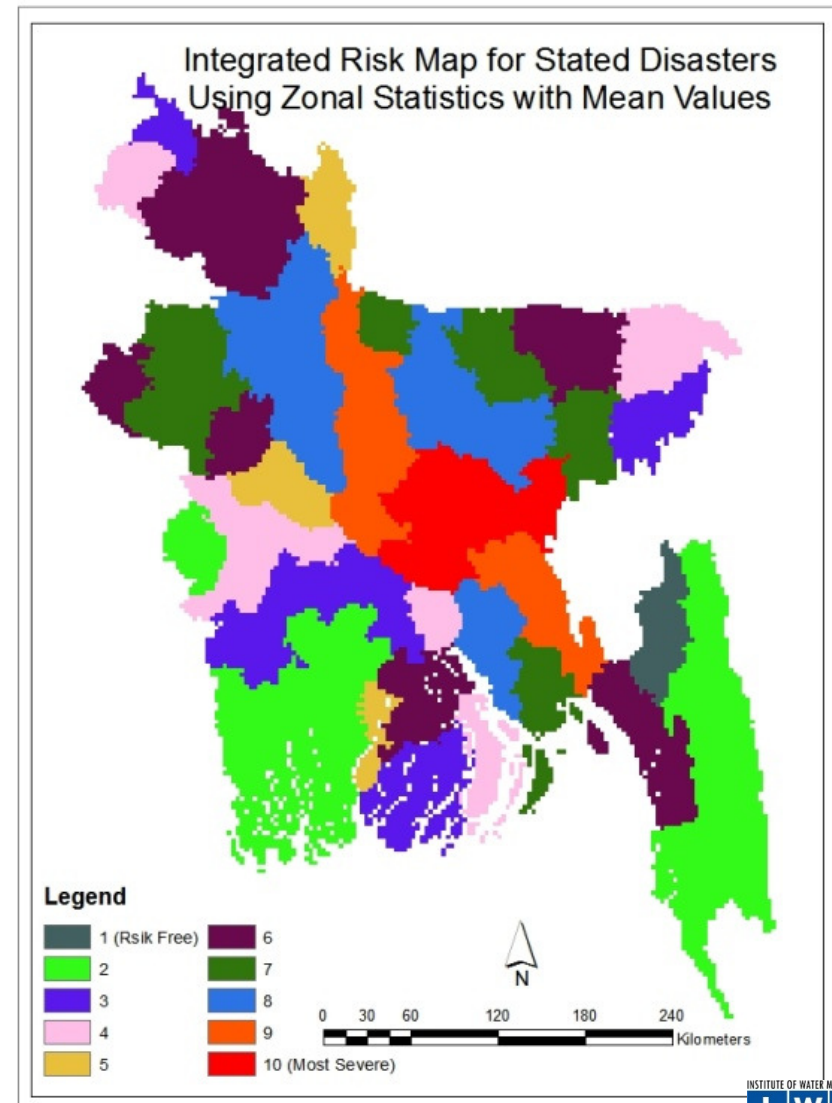 Integrated Risk Map for Stated Disasters
Using Zonal Statistics with Mean Values
Legend
1 (Rsik Free)
2
3
4
5
6
7
8
9
10 (Most Severe)
N
0 30 60 120 180 240
Kilometers
INSTITUTE OF WATER M